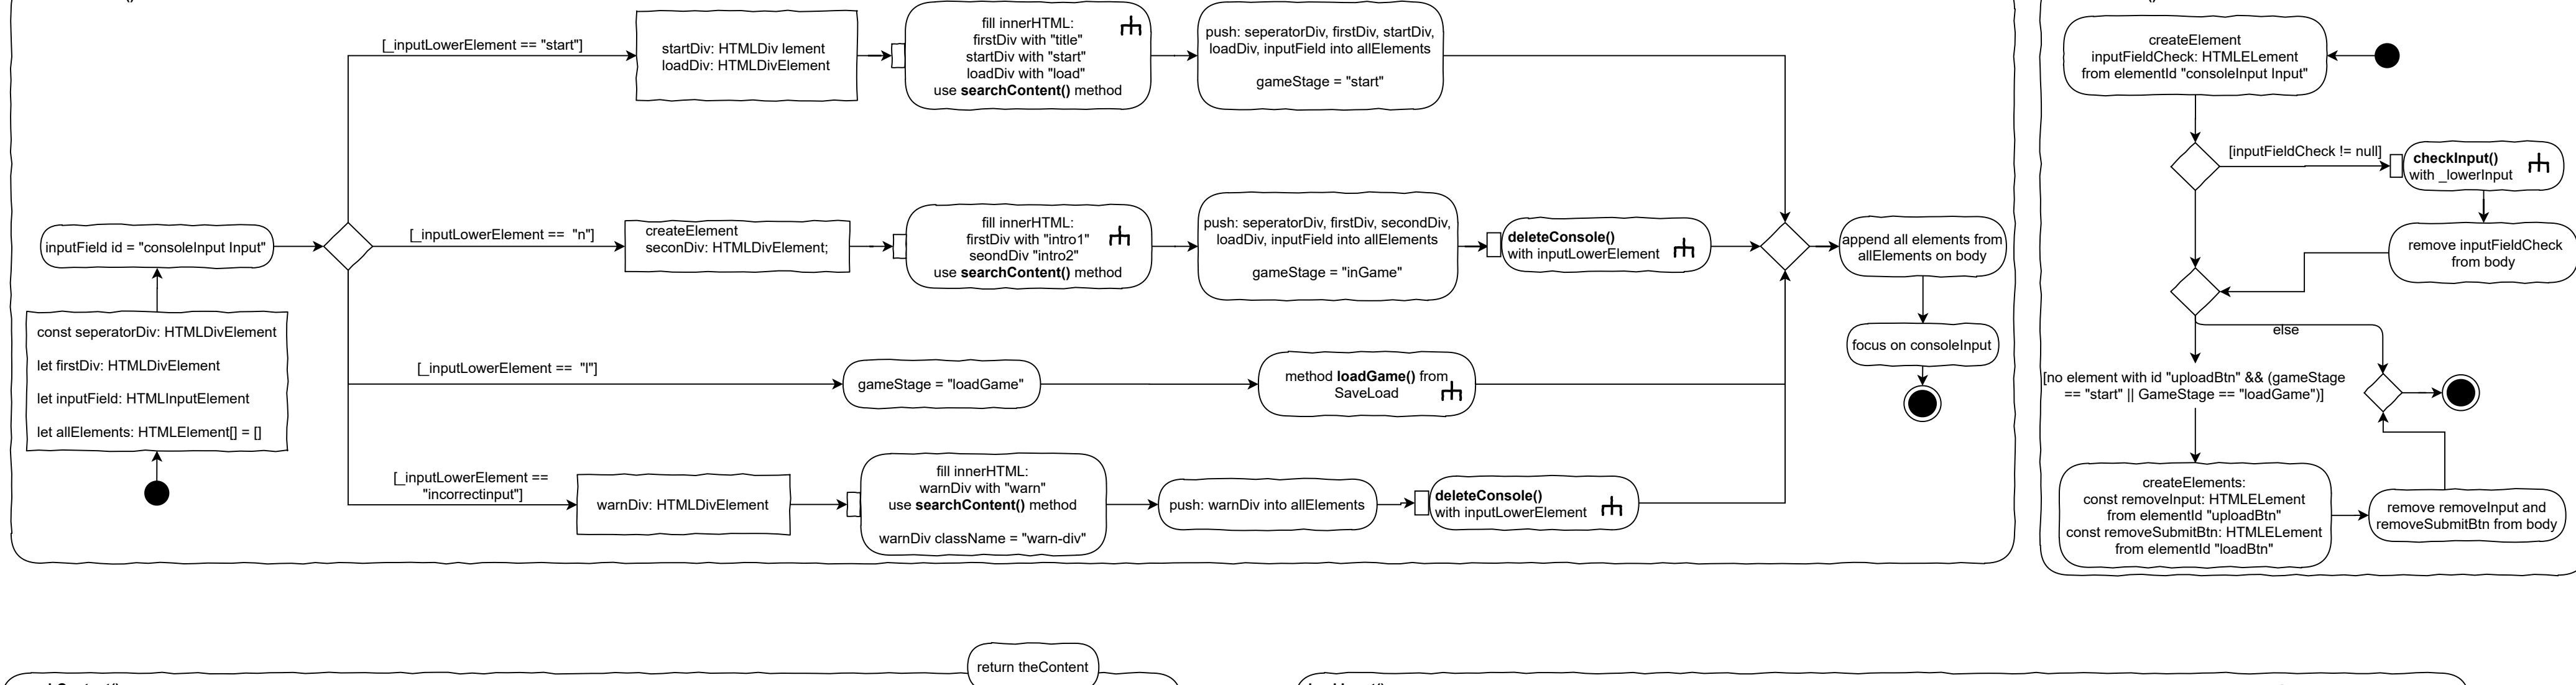 [_inputLowerElement == "start"]
startDiv: HTMLDiv lement
loadDiv: HTMLDivElement
fill innerHTML:
firstDiv with "title"
startDiv with "start"
loadDiv with "load"
use searchContent() method
push: seperatorDiv, firstDiv, startDiv,
loadDiv, inputField into allElements
gameStage = "start"
inputField id = "consoleInput Input"
[_inputLowerElement ==  "n"]
createElement
seconDiv: HTMLDivElement;
fill innerHTML:
firstDiv with "intro1"
seondDiv "intro2"
use searchContent() method
push: seperatorDiv, firstDiv, secondDiv,
loadDiv, inputField into allElements
gameStage = "inGame"
deleteConsole()
with inputLowerElement
append all elements from
allElements on body
focus on consoleInput
const seperatorDiv: HTMLDivElement
let firstDiv: HTMLDivElement
let inputField: HTMLInputElement
let allElements: HTMLElement[] = []
[_inputLowerElement ==  "l"]
gameStage = "loadGame"
method loadGame() from
SaveLoad
[_inputLowerElement ==
"incorrectinput"]
warnDiv: HTMLDivElement
fill innerHTML:
warnDiv with "warn"
use searchContent() method
warnDiv className = "warn-div"
push: warnDiv into allElements
deleteConsole()
with inputLowerElement
createElement
inputFieldCheck: HTMLELement
from elementId "consoleInput Input"
[inputFieldCheck != null]
checkInput()
with _lowerInput
remove inputFieldCheck
from body
else
[no element with id "uploadBtn" && (gameStage
== "start" || GameStage == "loadGame")]
createElements:
const removeInput: HTMLELement
from elementId "uploadBtn"
const removeSubmitBtn: HTMLELement
from elementId "loadBtn"
remove removeInput and
removeSubmitBtn from body
return theContent